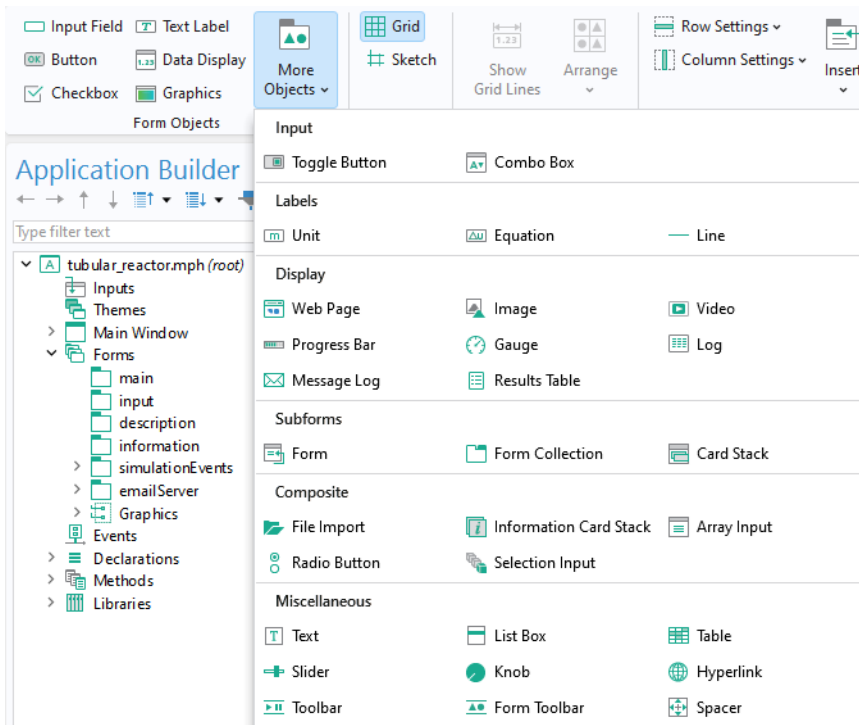 Input Field Text Label
OK Button 1.23 Data Display
Checkbox Graphics
Form Objects
More
Objects
Grid
Sketch
1.23
Show
Grid Lines
Arrange
Row Settings
Column Settings
Insert
Application Builder
Type filter text
tubular_reactor.mph (root)
Inputs
Themes
Main Window
Forms
main
input
description
information
simulationEvents
emailServer
Graphics
Events
Declarations
Methods
Libraries
Input
Toggle Button Combo Box
Labels
Unit Equation Line
Display
Web Page Image Video
Progress Bar Gauge Log
Message Log Results Table
Subforms
Form Form Collection Card Stack
Composite
File Import Information Card Stack Array Input
Radio Button Selection Input
Miscellaneous
Text List Box Table
Slider Knob Hyperlink
Toolbar Form Toolbar Spacer